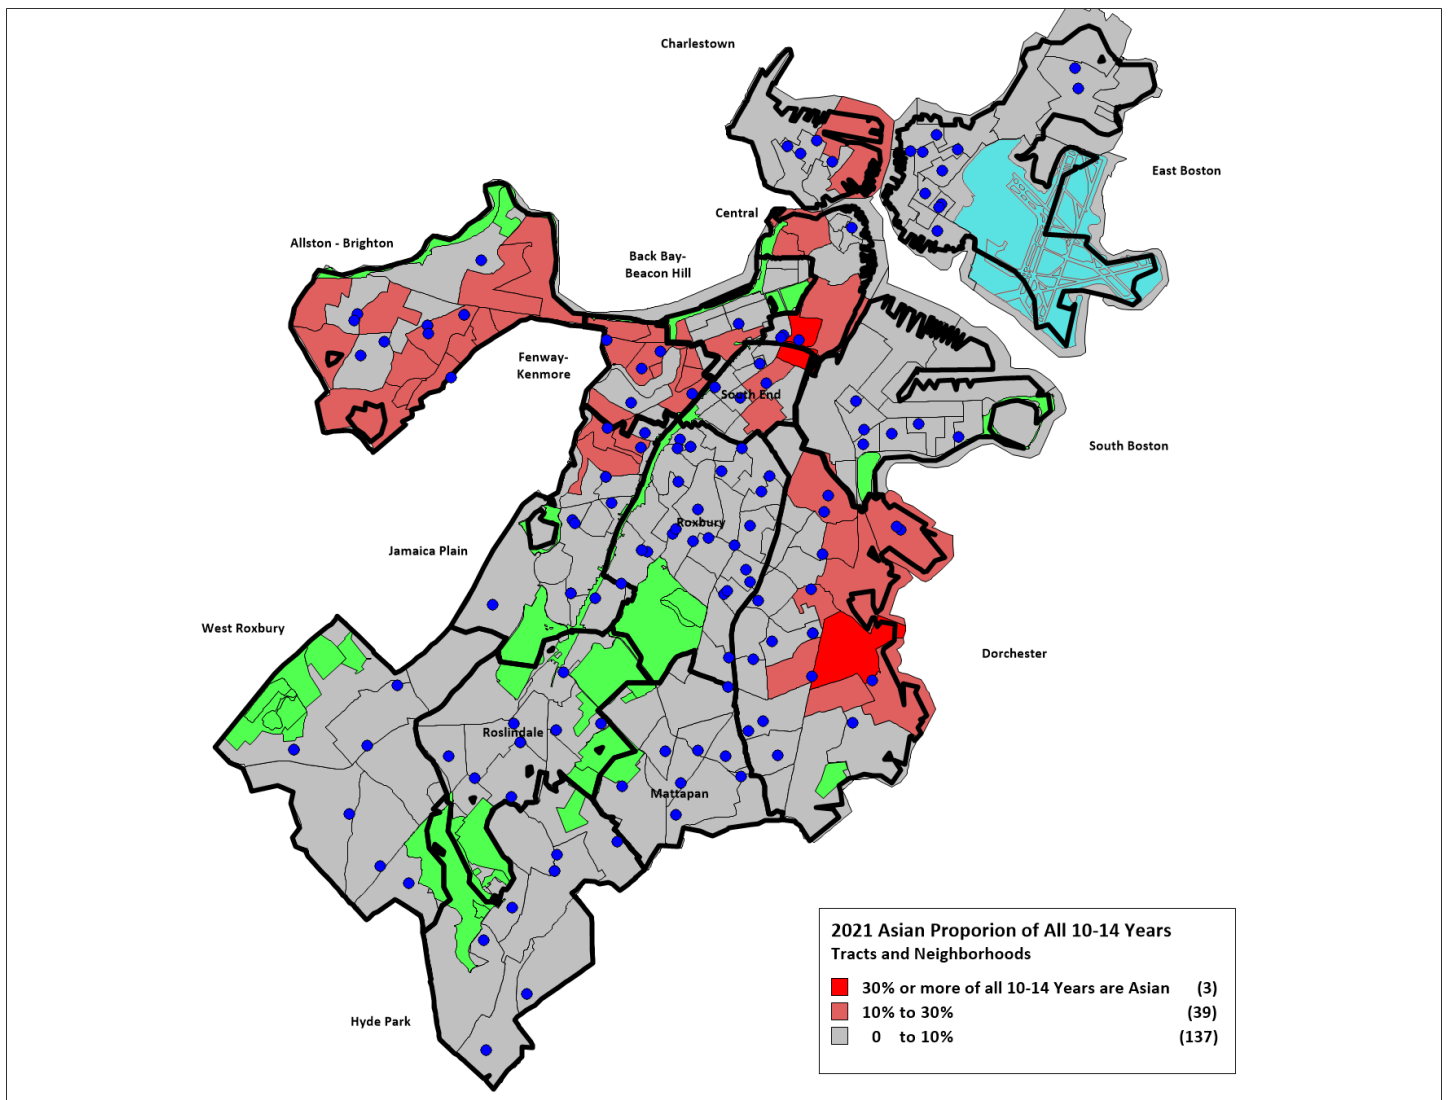 Charlestown
East Boston
Central
Allston - Brighton
Back Bay-
Beacon Hill
Fenway-
Kenmore
South End
South Boston
Roxbury
Jamaica Plain
West Roxbury
Dorchester
Roslindale
Mattapan
Hyde Park
2021 Asian Proporion of All 10-14 Years
Tracts and Neighborhoods
30% or more of all 10-14 Years are Asian (3)
10% to 30% (39)
0 to 10% (137)